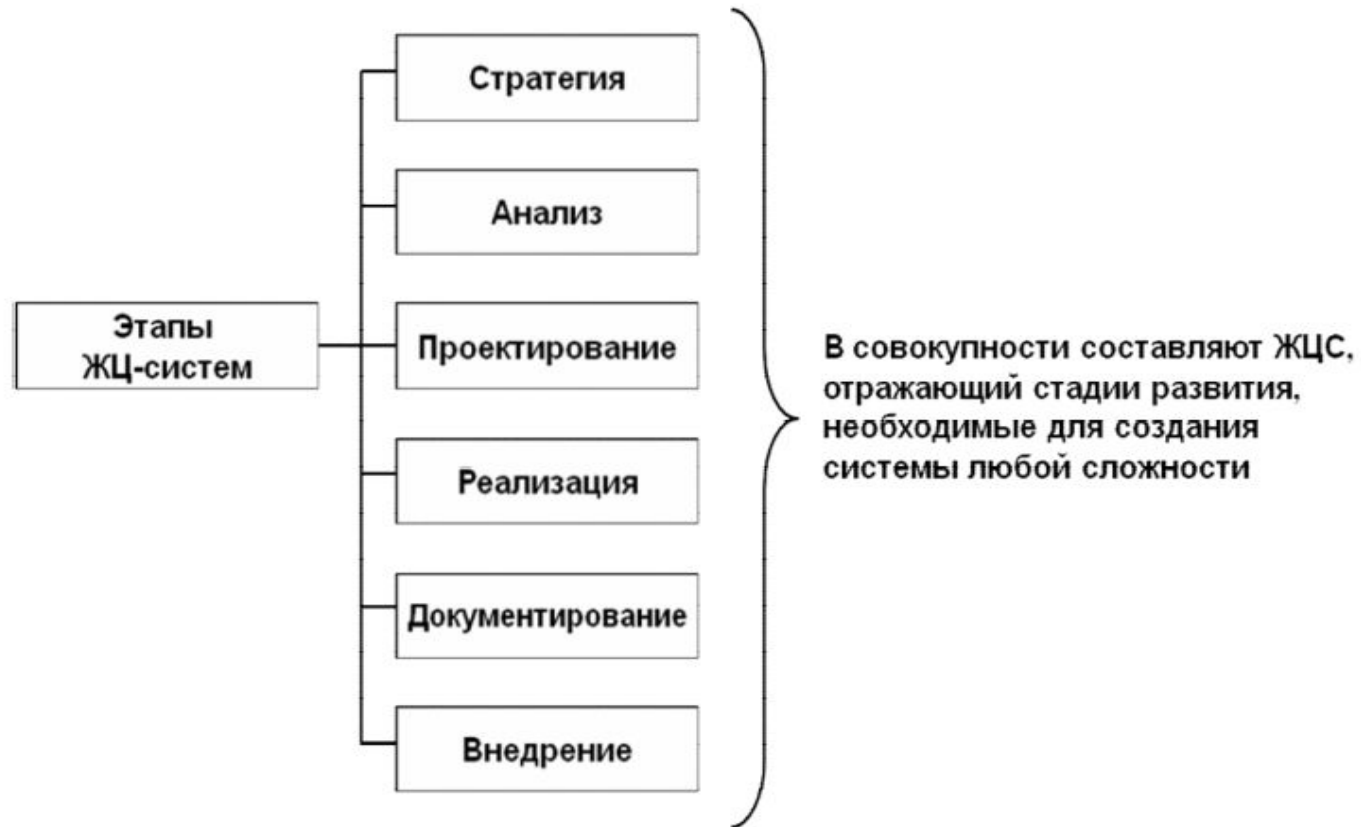 Стратегия
Анализ
Этапы
ЖЦ-систем
Проектирование
Реализация
Документирование
Внедрение
В совокупности составляют ЖЦС,
отражающий стадии развития,
необходимые для создания
системы любой сложности